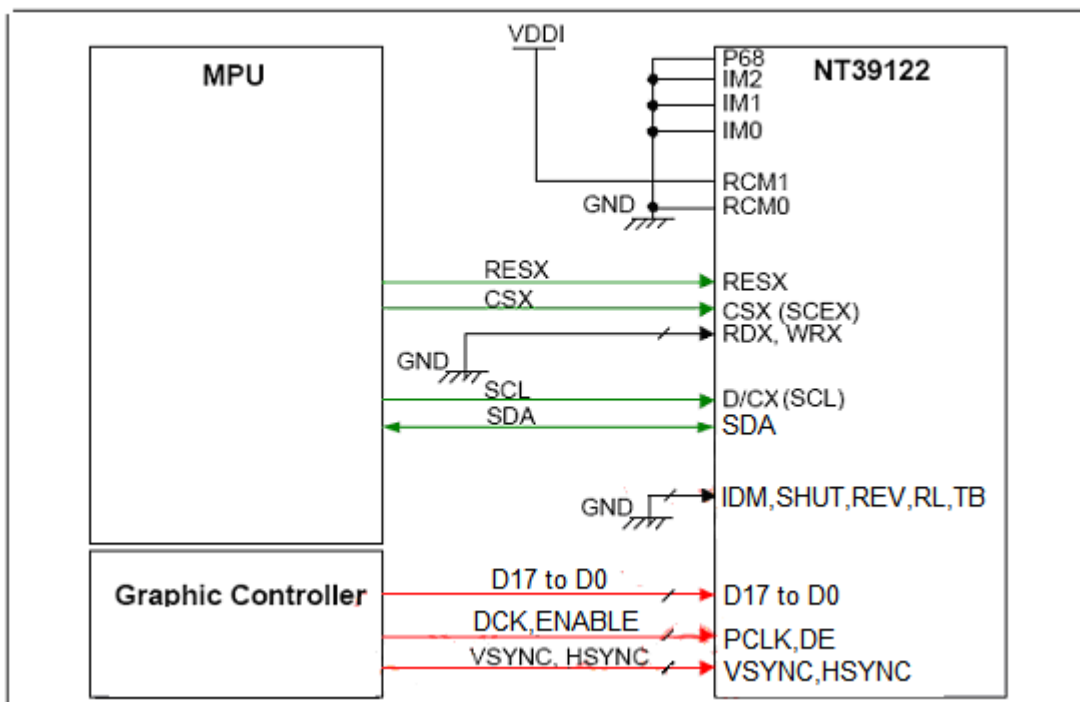 VDDI
MPU
P68
NT39122
IM2
IM1
IM0
RCM1
GND
RCM0
RESX
RESX
CSX
CSX (SCEX)
RDX, WRX
GND
SCL
D/CX(SCL)
SDA
SDA
IDM,SHUT,REV,RL,TB
GND
D17 to D0
Graphic Controller
D17 to D0
DCK,ENABLE
PCLK,DE
VSYNC, HSYNC
VSYNC,HSYNC